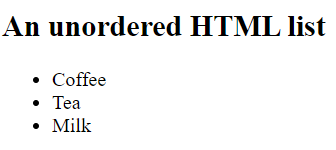 An unordered HTML list
• Coffee
• Tea
• Milk